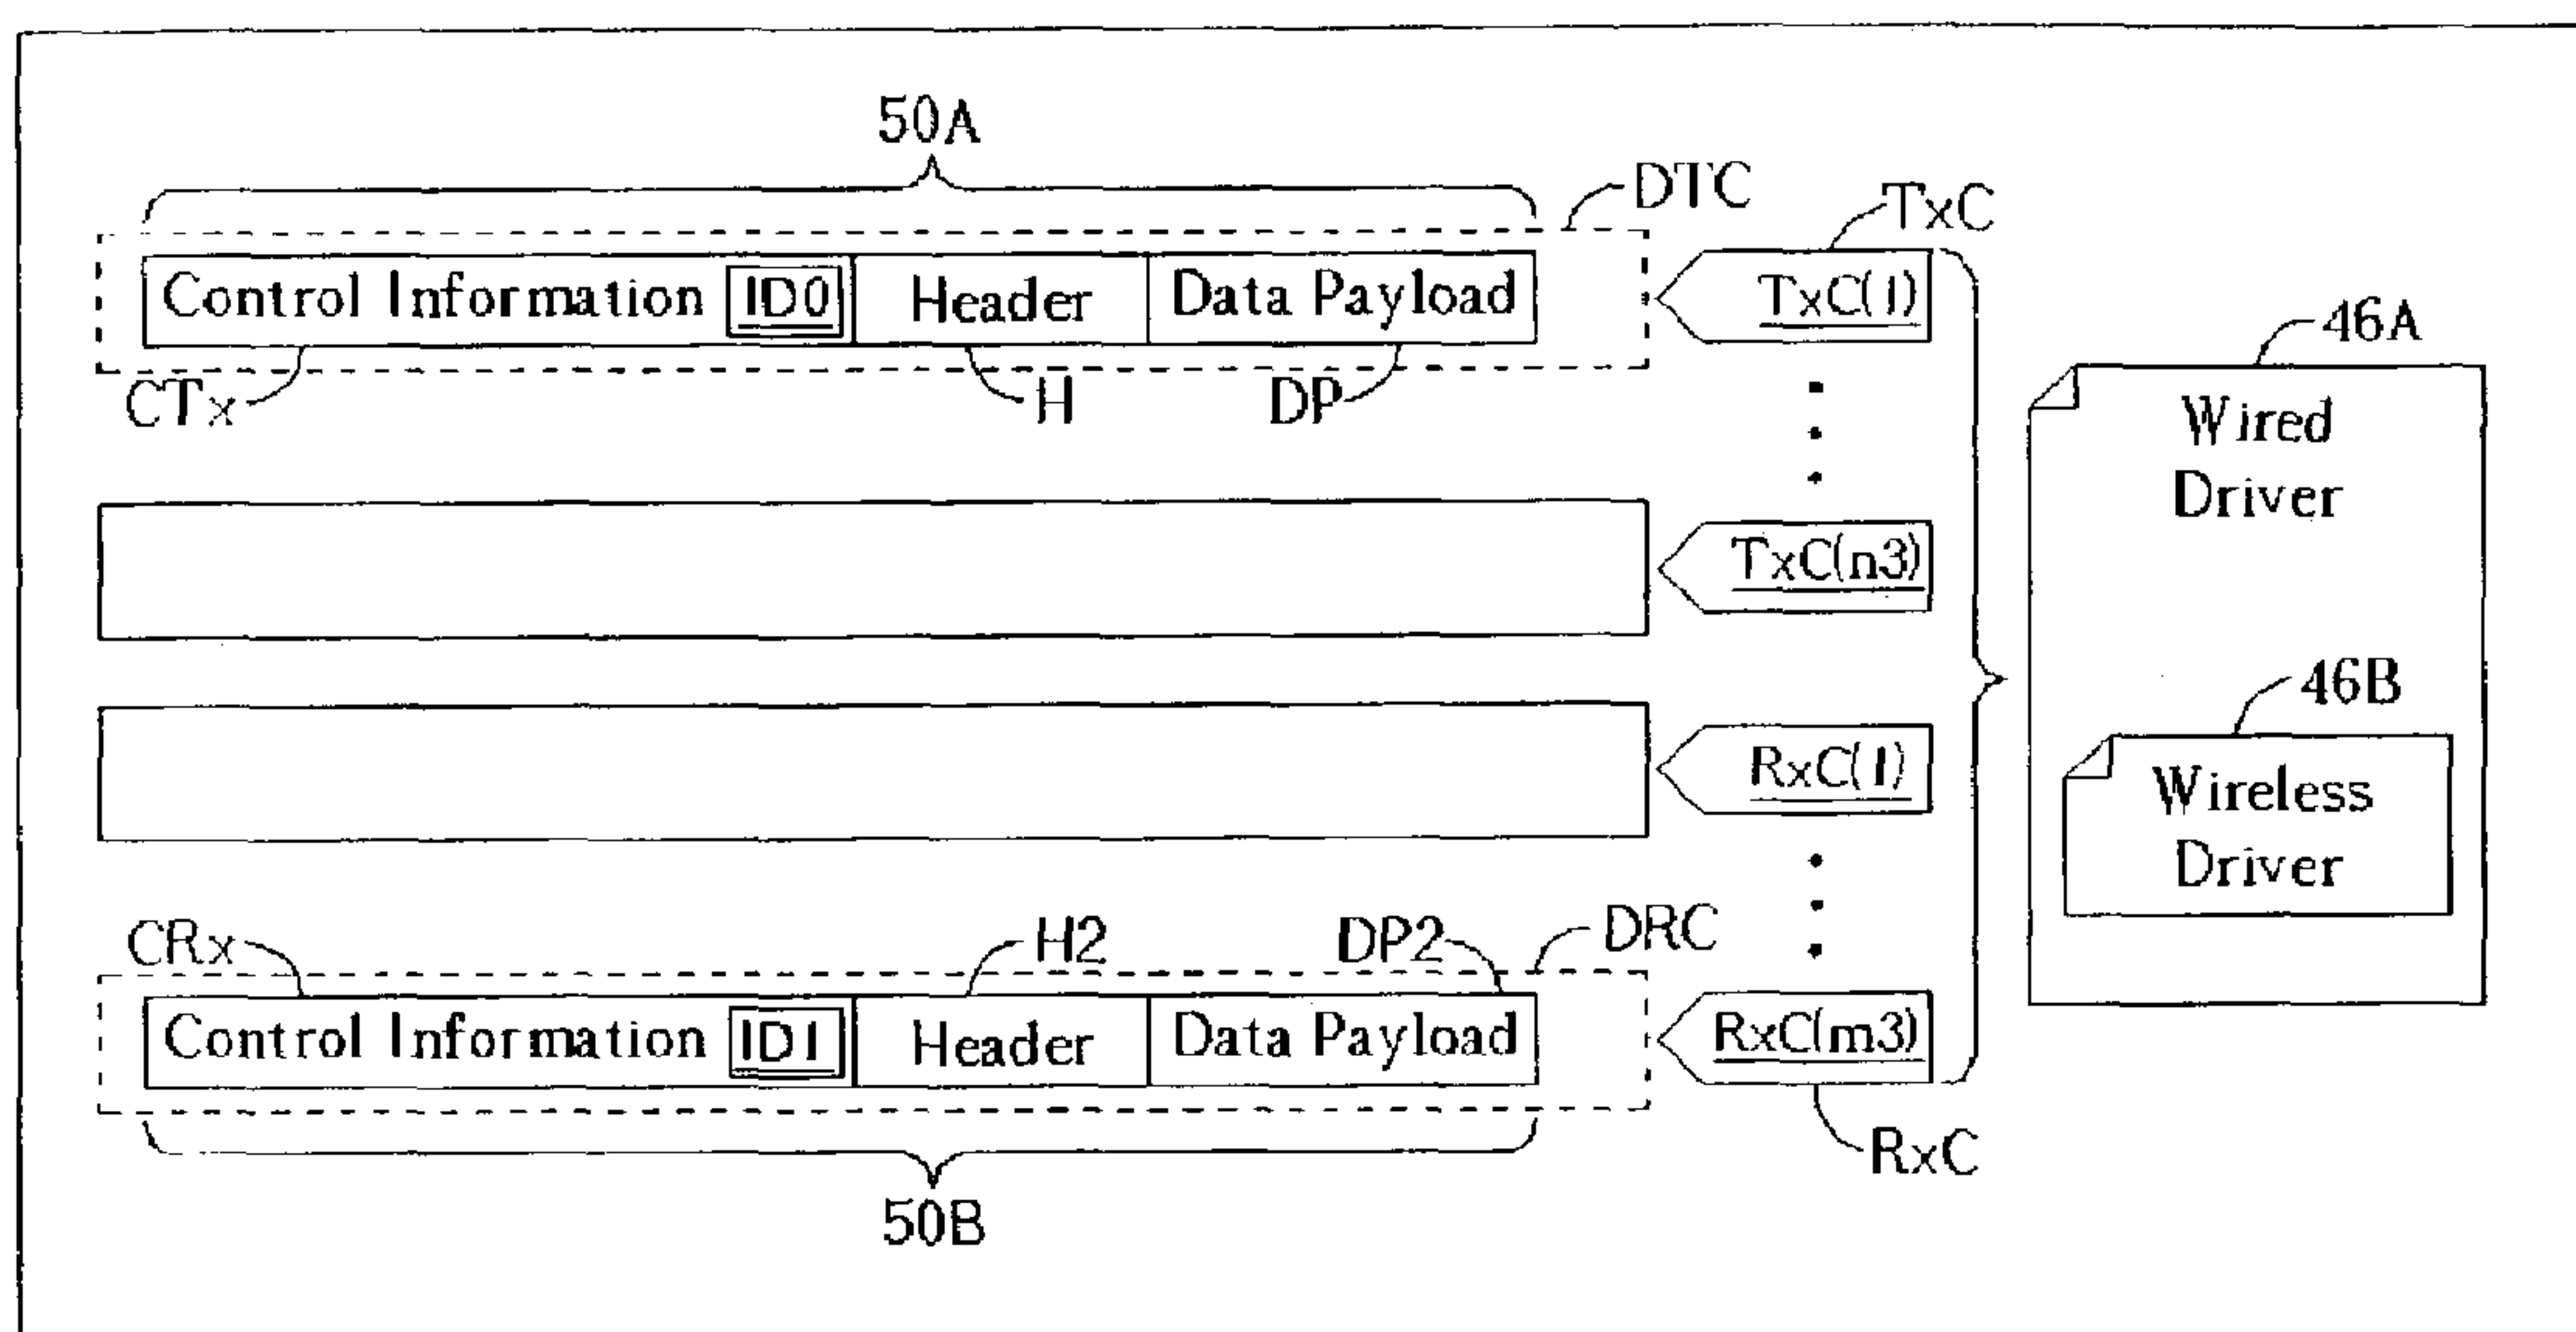 50A
DTC
TxC
Control Information ID0 Header Data Payload
TxC(1)
CTx
H
DP
46A
Wired
Driver
TxC(n3)
RxC(1)
46B
Wireless
Driver
CRx
H2
DP2
DRC
Control Information ID1 Header Data Payload
RxC(m3)
RxC
50B